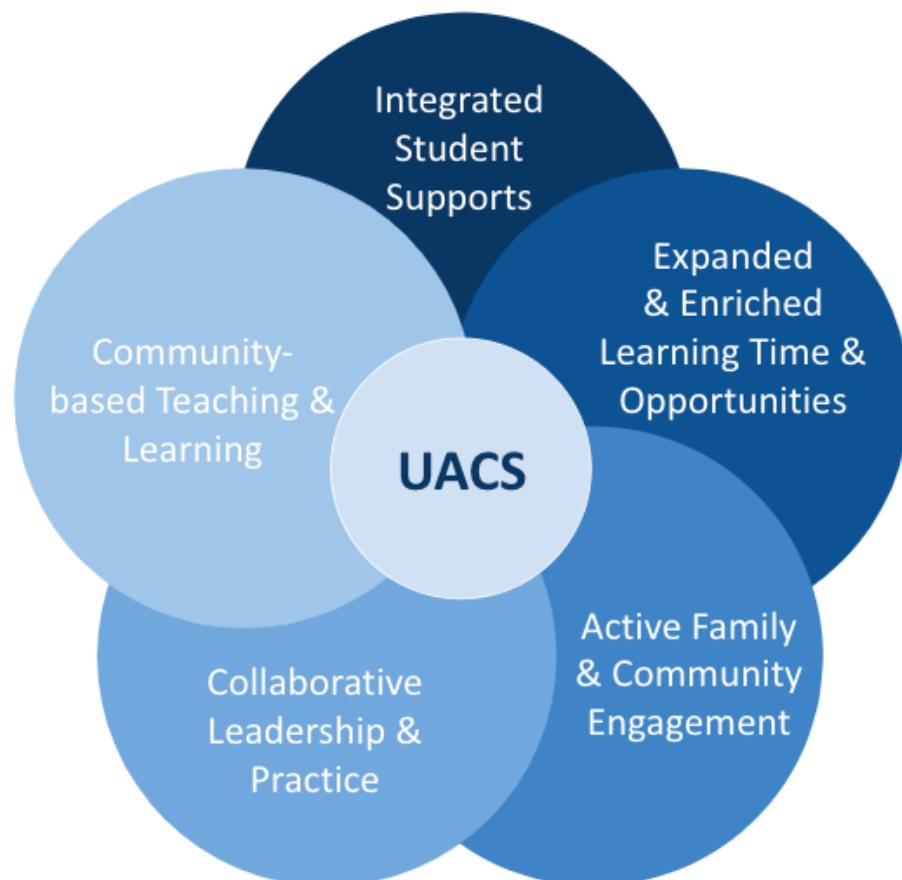 Integrated
Student
Supports
Expanded
& Enriched
Learning Time &
Opportunities
Community-
based Teaching &
Learning
UACS
Active Family
& Community
Engagement
Collaborative
Leadership &
Practice